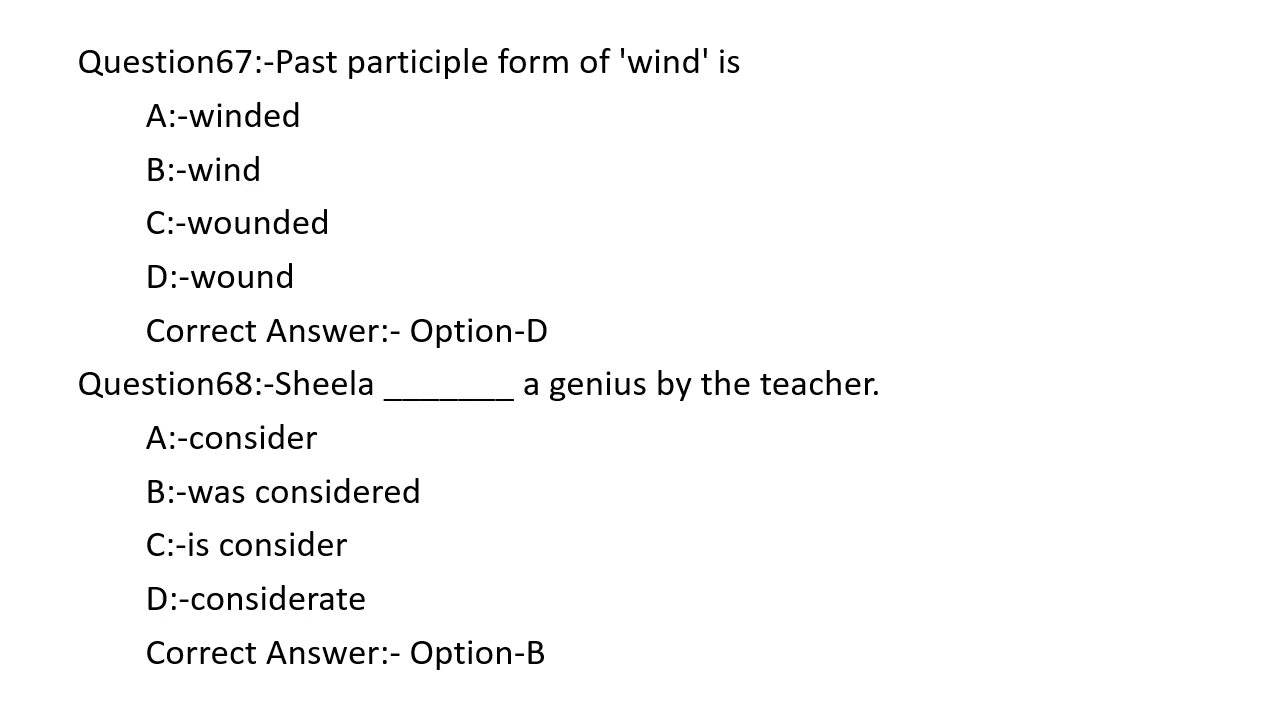 Question67:-Past participle form of 'wind' is
A:-winded
B:-wind
C:-wounded
D:-wound
Correct Answer:- Option-D
Question68:-Sheela _______ a genius by the teacher.
A:-consider
B:-was considered
C:-is consider
D:-considerate
Correct Answer:- Option-B